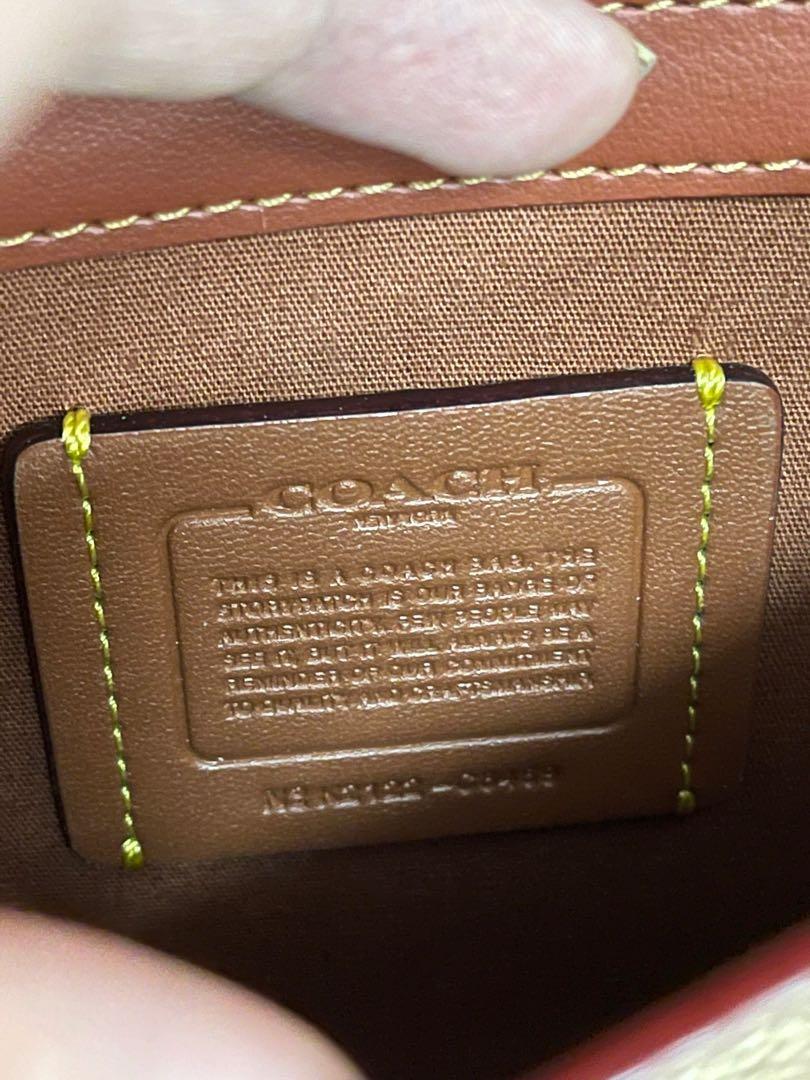 COACH
NEW YORK
THIS IS A COACH BAG. THE
STORYPATCH IS OUR BADGE OF
AUTHENTICITY. FEW PEOPLE MAY
SEE IT, BUT IT WILL ALWAYS BE A
REMINDER OF OUR COMMITMENT
TO QUALITY AND CRAFTSMANSHIP.